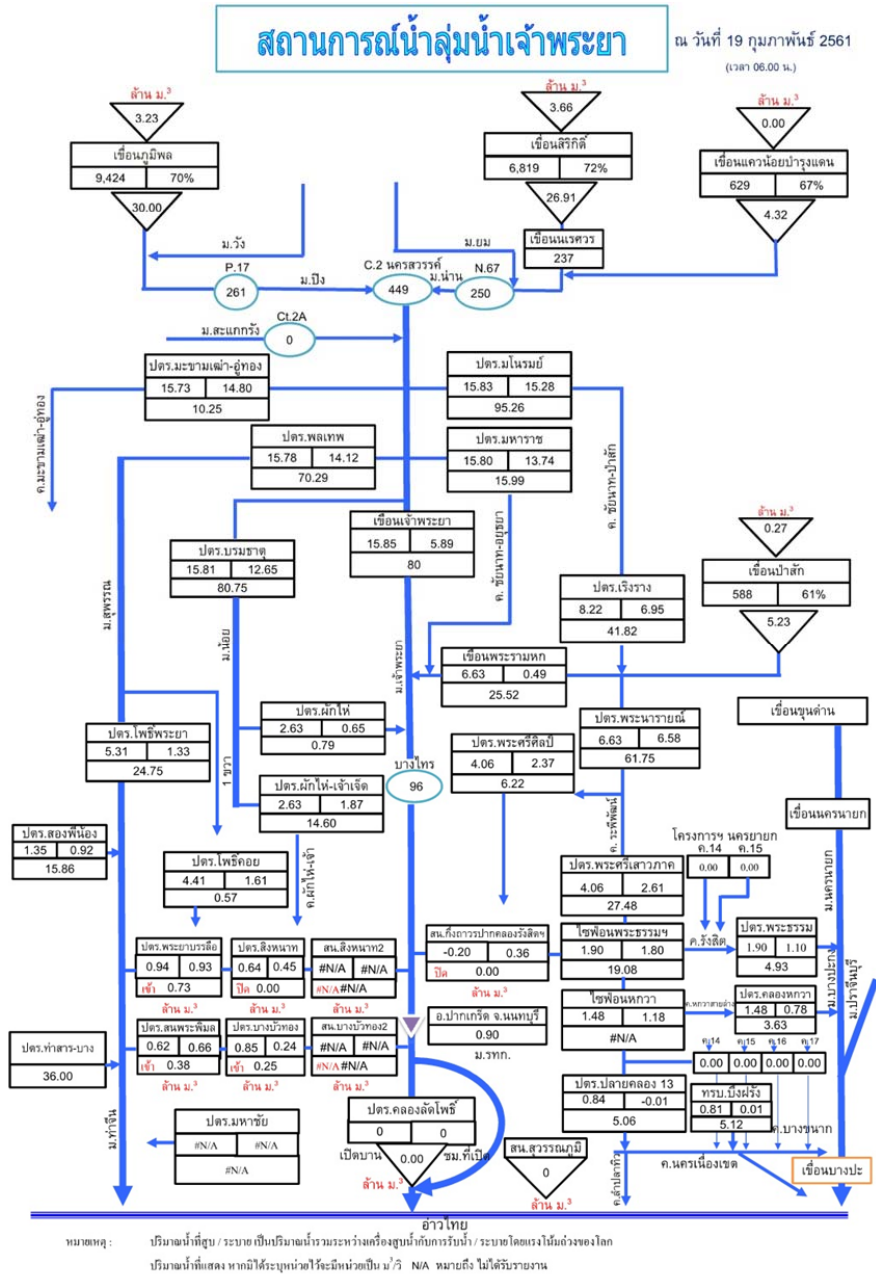 สถานการณ์น้ำลุ่มน้ำเจ้าพระยา
ณ วันที่ 19 กุมภาพันธ์ 2561
(เวลา 06.00 น.)
ล้าน ม.³
3.23
เขื่อนภูมิพล
9,424 70%
30.00
ล้าน ม.³
3.66
เขื่อนสิริกิติ์
6,819 72%
26.91
ล้าน ม.³
0.00
เขื่อนแควน้อยบำรุงแดน
629 67%
4.32
เขื่อนนเรศวร
237
ม.วัง
ม.ยม
P.17
261
ม.ปิง
C.2 นครสวรรค์
449
ม.น่าน
N.67
250
ม.สะแกกรัง
Ct.2A
0
ปตร.มะขามเฒ่า-อู่ทอง
15.73 14.80
10.25
ปตร.มโนรมย์
15.83 15.28
95.26
ค.มะขามเฒ่า-อู่ทอง
ปตร.พลเทพ
15.78 14.12
70.29
ปตร.มหาราช
15.80 13.74
15.99
ค. ชัยนาท-ป่าสัก
ปตร.บรมธาตุ
15.81 12.65
80.75
เขื่อนเจ้าพระยา
15.85 5.89
80
ค. ชัยนาท-อยุธยา
ล้าน ม.³
0.27
เขื่อนป่าสัก
588 61%
5.23
ปตร.เริงราง
8.22 6.95
41.82
ม.สุพรรณ
ม.น้อย
ม.เจ้าพระยา
เขื่อนพระรามหก
6.63 0.49
25.52
ปตร.โพธิ์พระยา
5.31 1.33
24.75
ปตร.ผักไห่
2.63 0.65
0.79
ปตร.พระนารายณ์
6.63 6.58
61.75
เขื่อนขุนด่าน
ปตร.พระศรีศิลป์
4.06 2.37
6.22
บางไทร
96
1 ขวา
ปตร.ผักไห่-เจ้าเจ็ด
2.63 1.87
14.60
เขื่อนนครนายก
ค. ระพีพัฒน์
ปตร.สองพี่น้อง
1.35 0.92
15.86
ปตร.โพธิ์คอย
4.41 1.61
0.57
ค.ผักไห่-เจ้า
โครงการฯ นครยายก
ค.14 ค.15
0.00 0.00
ม.นครนายก
ปตร.พระศรีเสาวภาค
4.06 2.61
27.48
ปตร.พระยาบรรลือ
0.94 0.93
เข้า 0.73
ล้าน ม.³
ปตร.สิงหนาท
0.64 0.45
ปิด 0.00
ล้าน ม.³
สน.สิงหนาท2
#N/A #N/A
#N/A #N/A
ล้าน ม.³
สน.กึ่งถาวรปากคลองรังสิตฯ
-0.20 0.36
ปิด 0.00
ล้าน ม.³
ไซฟ่อนพระธรรมฯ
1.90 1.80
19.08
ค.รังสิต
ปตร.พระธรรม
1.90 1.10
4.93
ม.บางปะกง
ม.ปราจีนบุรี
ปตร.ท่าสาร-บาง
36.00
ปตร.สนพระพิมล
0.62 0.66
เข้า 0.38
ล้าน ม.³
ปตร.บางบัวทอง
0.85 0.24
เข้า 0.25
ล้าน ม.³
สน.บางบัวทอง2
#N/A #N/A
#N/A #N/A
ล้าน ม.³
อ.ปากเกร็ด จ.นนทบุรี
0.90
ม.รทก.
ไซฟ่อนหกวา
1.48 1.18
#N/A
ค.หกวาสายล่าง
ปตร.คลองหกวา
1.48 0.78
3.63
ค.14 ค.15 ค.16 ค.17
0.00 0.00 0.00 0.00
ปตร.ปลายคลอง 13
0.84 -0.01
5.06
ทรบ.บึงฝรั่ง
0.81 0.01
5.12
ค.บางขนาก
ม.ท่าจีน
ปตร.มหาชัย
#N/A #N/A
#N/A
ปตร.คลองลัดโพธิ์
0 0
เปิดบาน ชม.ที่เปิด
0.00
ล้าน ม.³
สน.สุวรรณภูมิ
0
ล้าน ม.³
ค.ลำปลาทิว
ค.นครเนื่องเขต
เขื่อนบางปะ
อ่าวไทย
หมายเหตุ : ปริมาณน้ำที่สูบ / ระบาย เป็นปริมาณน้ำรวมระหว่างเครื่องสูบน้ำกับการรับน้ำ / ระบายโดยแรงโน้มถ่วงของโลก
ปริมาณน้ำที่แสดง หากมิได้ระบุหน่วยไว้จะมีหน่วยเป็น ม³/วิ N/A หมายถึง ไม่ได้รับรายงาน